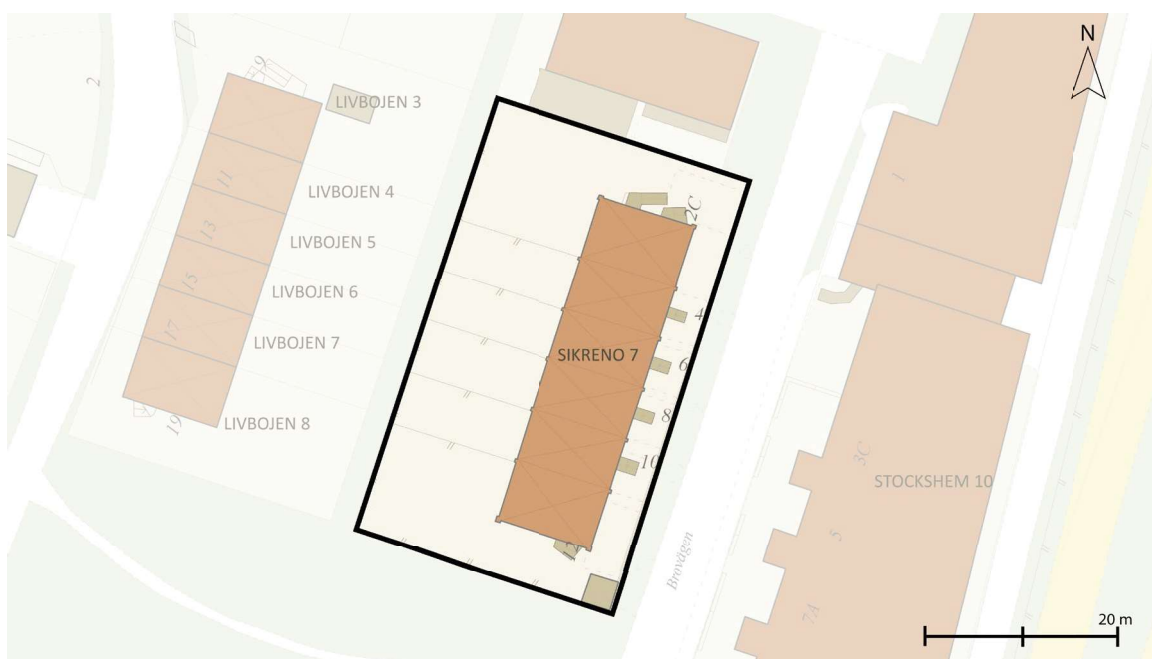 N
2
9
LIVBOJEN 3
1
11
LIVBOJEN 4
2C
13
LIVBOJEN 5
15
LIVBOJEN 6
4
17
LIVBOJEN 7
SIKRENO 7
6
19
LIVBOJEN 8
8
10
3C
STOCKSHEM 10
12
5
Brovägen
7A
20 m